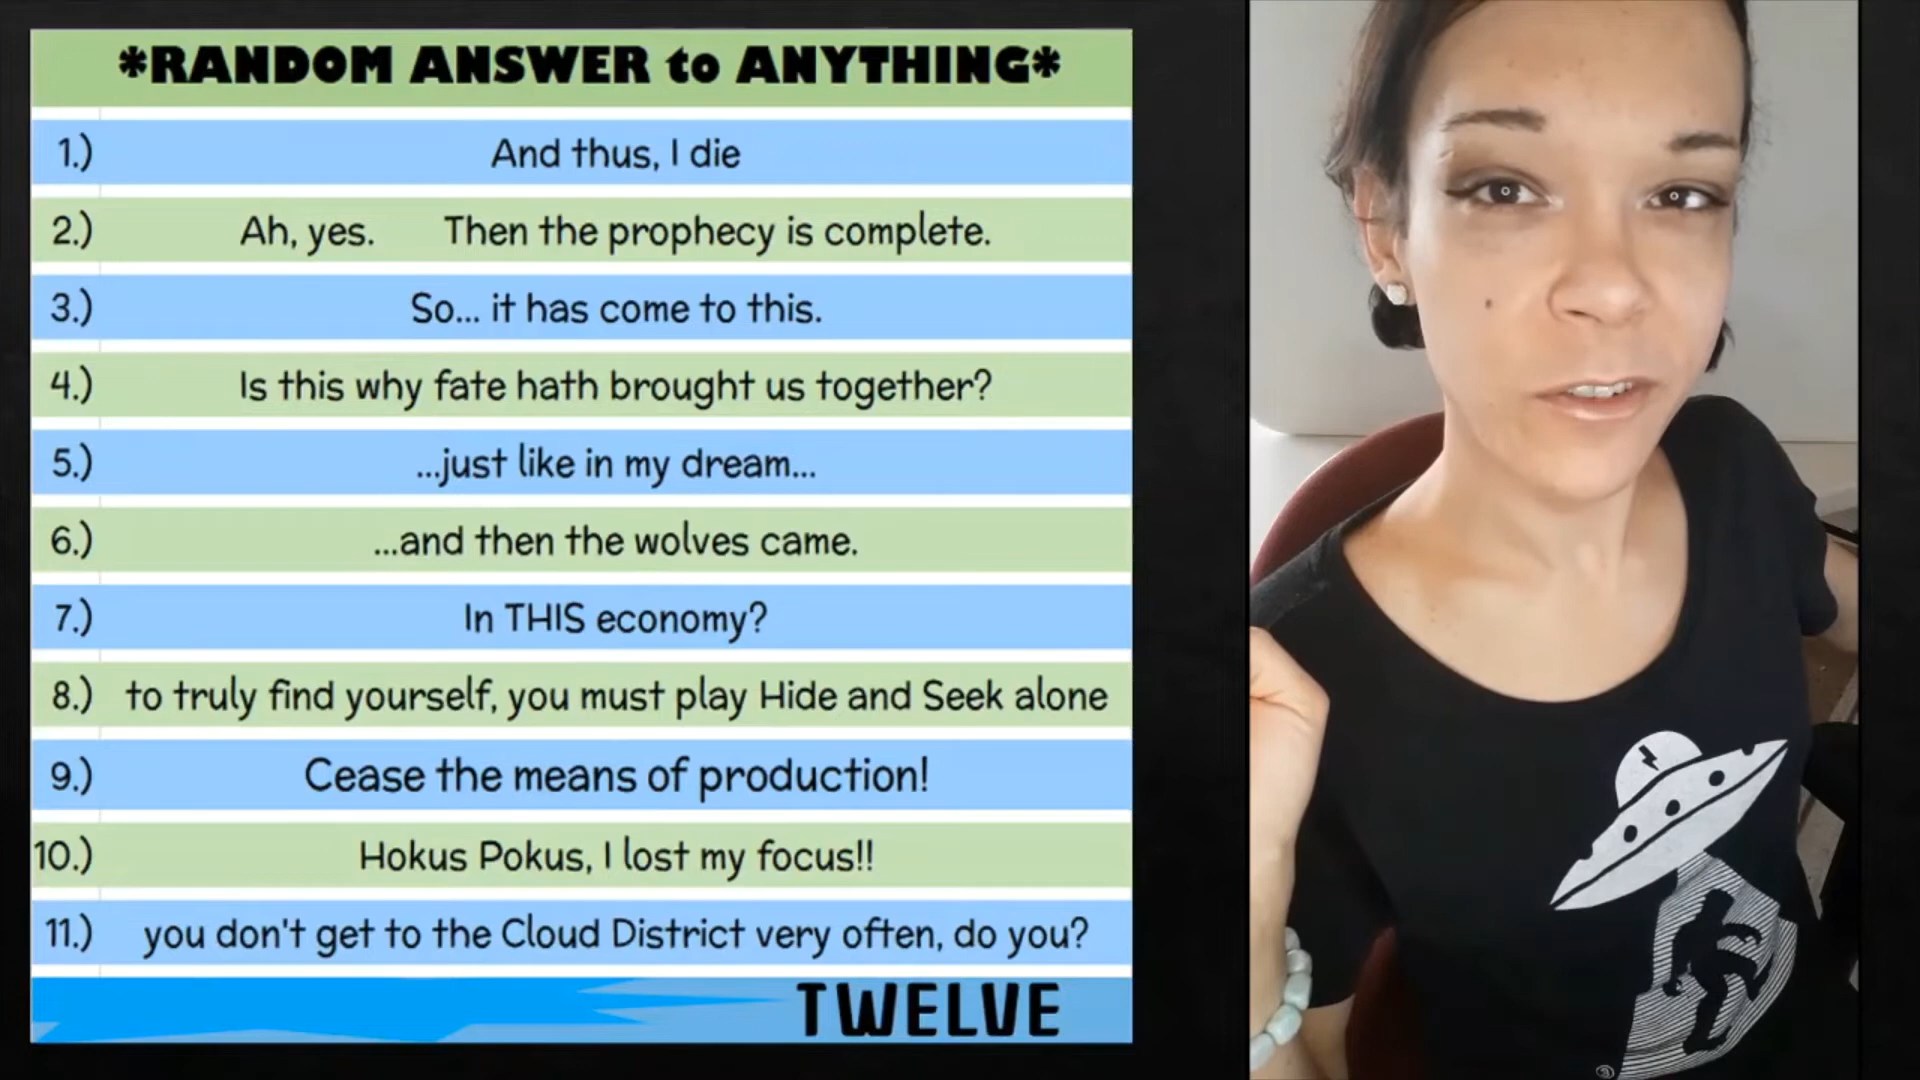 *RANDOM ANSWER to ANYTHING*
1.) And thus, I die
2.) Ah, yes. Then the prophecy is complete.
3.) So... it has come to this.
4.) Is this why fate hath brought us together?
5.) ...just like in my dream...
6.) ...and then the wolves came.
7.) In THIS economy?
8.) to truly find yourself, you must play Hide and Seek alone
9.) Cease the means of production!
10.) Hokus Pokus, I lost my focus!!
11.) you don't get to the Cloud District very often, do you?
TWELVE